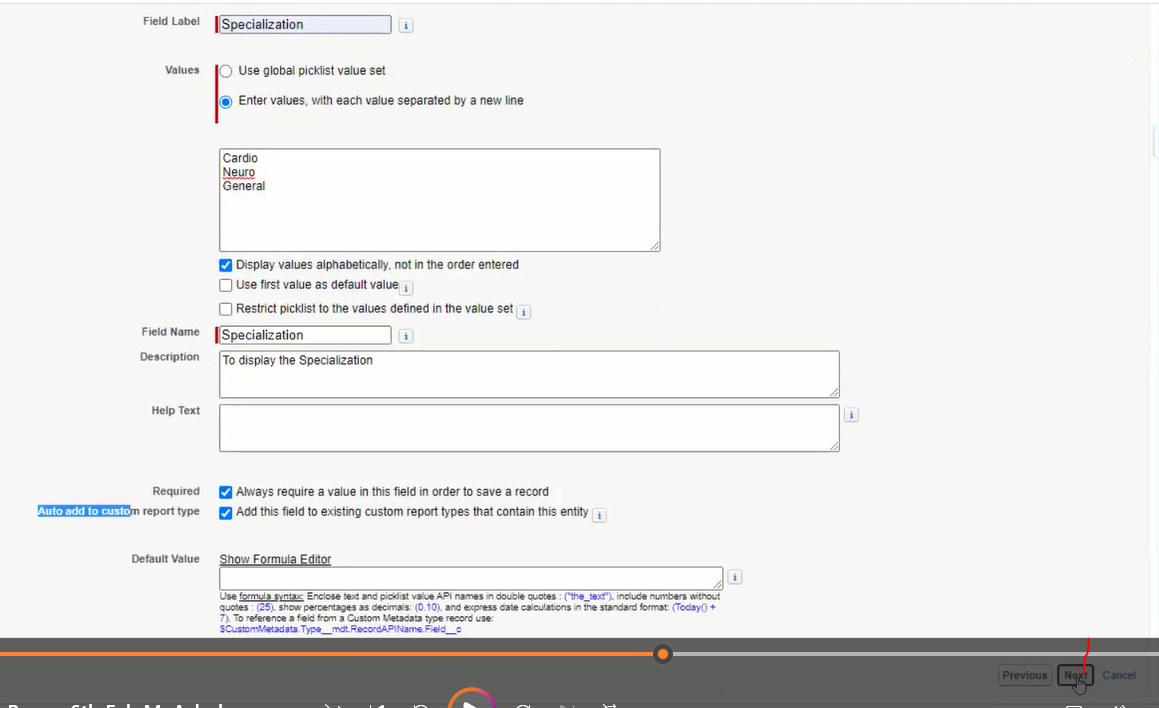 Field Label Specialization
Values Use global picklist value set
Enter values, with each value separated by a new line
Cardio
Neuro
General
Display values alphabetically, not in the order entered
Use first value as default value
Restrict picklist to the values defined in the value set
Field Name Specialization
Description To display the Specialization
Help Text
Required Always require a value in this field in order to save a record
Auto add to custom report type Add this field to existing custom report types that contain this entity
Default Value Show Formula Editor
Use formula syntax: Enclose text and picklist value API names in double quotes : ("the_text"), include numbers without
quotes : (25), show percentages as decimals: (0.10), and express date calculations in the standard format: (Today() +
7). To reference a field from a Custom Metadata type record use:
$CustomMetadata.Type__mdt.RecordAPIName.Field__c
Previous Next Cancel